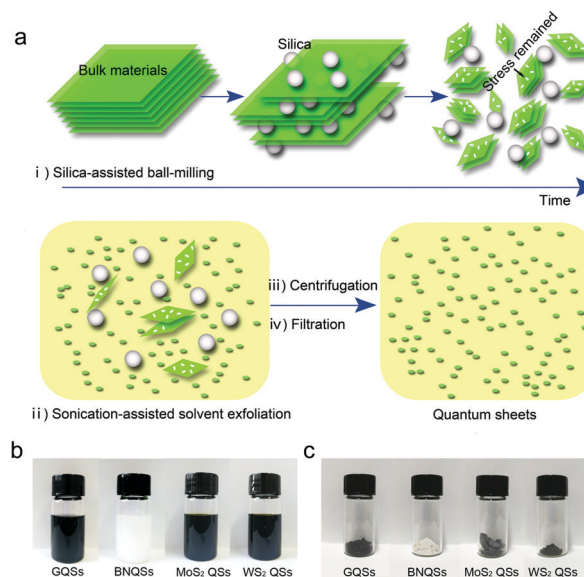 a
Bulk materials
Silica
Stress remained
i) Silica-assisted ball-milling
Time
iii) Centrifugation
iv) Filtration
ii) Sonication-assisted solvent exfoliation
Quantum sheets
b
GQSs BNQSs MoS₂ QSs WS₂ QSs
c
GQSs BNQSs MoS₂ QSs WS₂ QSs